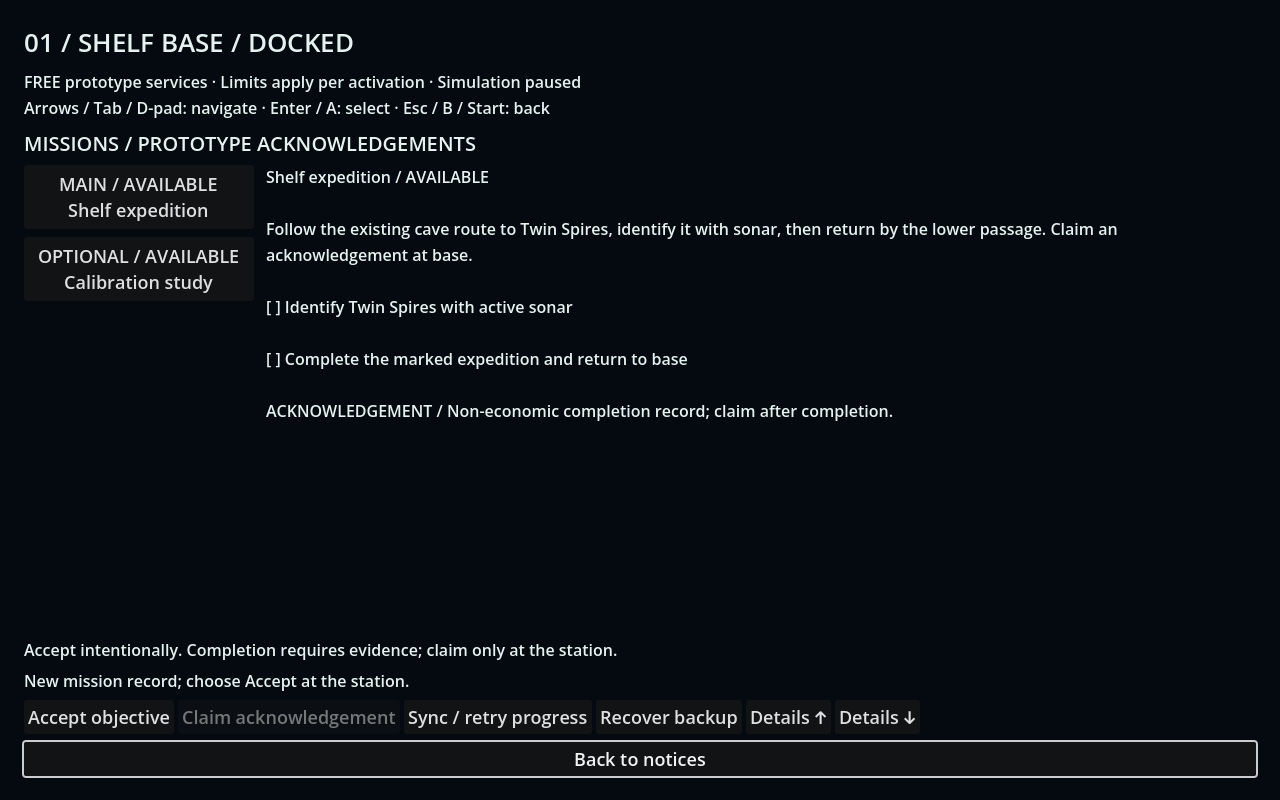 01 / SHELF BASE / DOCKED
FREE prototype services · Limits apply per activation · Simulation paused
Arrows / Tab / D-pad: navigate · Enter / A: select · Esc / B / Start: back
MISSIONS / PROTOTYPE ACKNOWLEDGEMENTS
MAIN / AVAILABLE
Shelf expedition
OPTIONAL / AVAILABLE
Calibration study
Shelf expedition / AVAILABLE
Follow the existing cave route to Twin Spires, identify it with sonar, then return by the lower passage. Claim an
acknowledgement at base.
[ ] Identify Twin Spires with active sonar
[ ] Complete the marked expedition and return to base
ACKNOWLEDGEMENT / Non-economic completion record; claim after completion.
Accept intentionally. Completion requires evidence; claim only at the station.
New mission record; choose Accept at the station.
Accept objective Claim acknowledgement Sync / retry progress Recover backup Details ↑ Details ↓
Back to notices